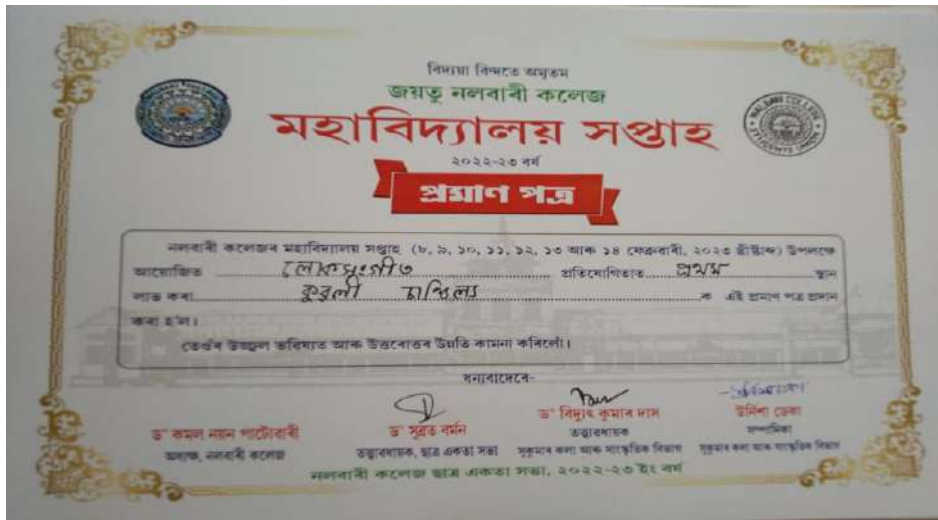 বিদ্যয়া বিন্দতে অমৃতম
জয়তু নলবাৰী কলেজ
মহাবিদ্যালয় সপ্তাহ
২০২২-২৩ বৰ্ষ
প্ৰমাণ পত্ৰ
নলবাৰী কলেজৰ মহাবিদ্যালয় সপ্তাহ (৮, ৯, ১০, ১১, ১২, ১৩ আৰু ১৪ ফেব্ৰুৱাৰী, ২০২৩ খ্ৰীষ্টাব্দ) উপলক্ষে
আয়োজিত লোকসংগীত প্ৰতিযোগিতাত প্ৰথম স্থান
লাভ কৰা ক এই প্ৰমাণ পত্ৰ প্ৰদান
কৰা হ'ল।
তেওঁৰ উজ্জ্বল ভৱিষ্যত আৰু উত্তৰোত্তৰ উন্নতি কামনা কৰিলোঁ।
ধন্যবাদেৰে-
ড° কমল নয়ন পাটোৱাৰী
ড° সুব্ৰত বৰ্মন
ড° বিদ্যুৎ কুমাৰ দাস
উনিশা ডেকা
অধ্যক্ষ, নলবাৰী কলেজ
তত্ত্বাৱধায়ক, ছাত্ৰ একতা সভা
তত্ত্বাৱধায়ক
সুকুমাৰ কলা আৰু সাংস্কৃতিক বিভাগ
সম্পাদিকা
সুকুমাৰ কলা আৰু সাংস্কৃতিক বিভাগ
নলবাৰী কলেজ ছাত্ৰ একতা সভা, ২০২২-২৩ ইং বৰ্ষ